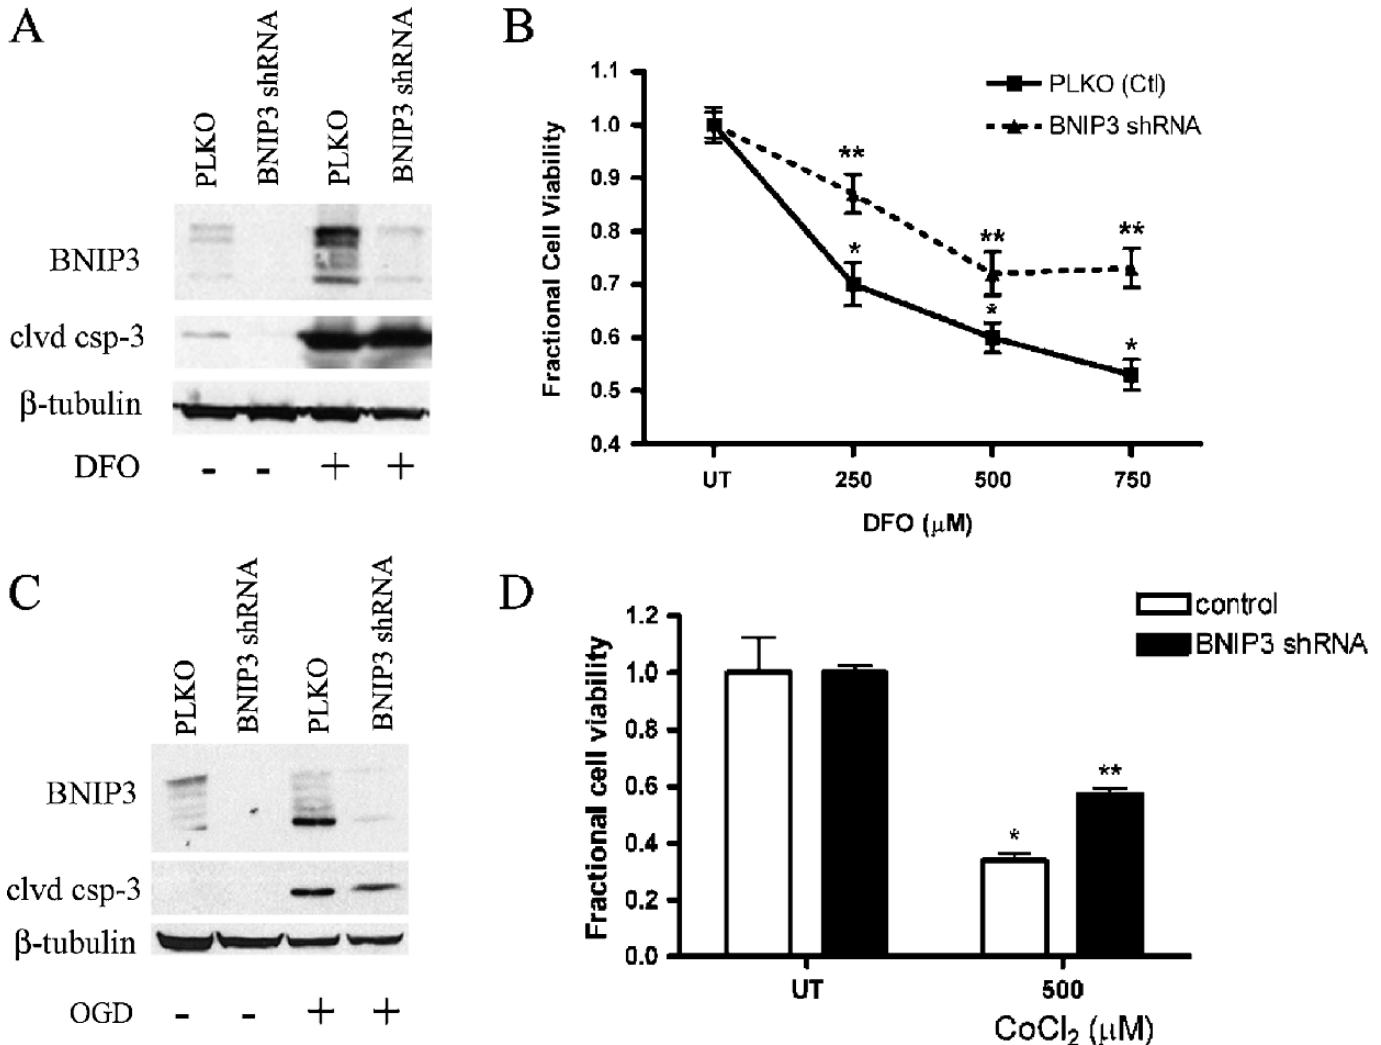 A
PLKO
BNIP3 shRNA
PLKO
BNIP3 shRNA
BNIP3
clvd csp-3
β-tubulin
DFO - - + +
B
PLKO (Ctl)
BNIP3 shRNA
Fractional Cell Viability
1.1
1.0
0.9
0.8
0.7
0.6
0.5
0.4
**
*
**
*
**
*
UT 250 500 750
DFO (μM)
C
PLKO
BNIP3 shRNA
PLKO
BNIP3 shRNA
BNIP3
clvd csp-3
β-tubulin
OGD - - + +
D
control
BNIP3 shRNA
Fractional cell viability
1.2
1.0
0.8
0.6
0.4
0.2
0.0
*
**
UT 500
CoCl₂ (μM)